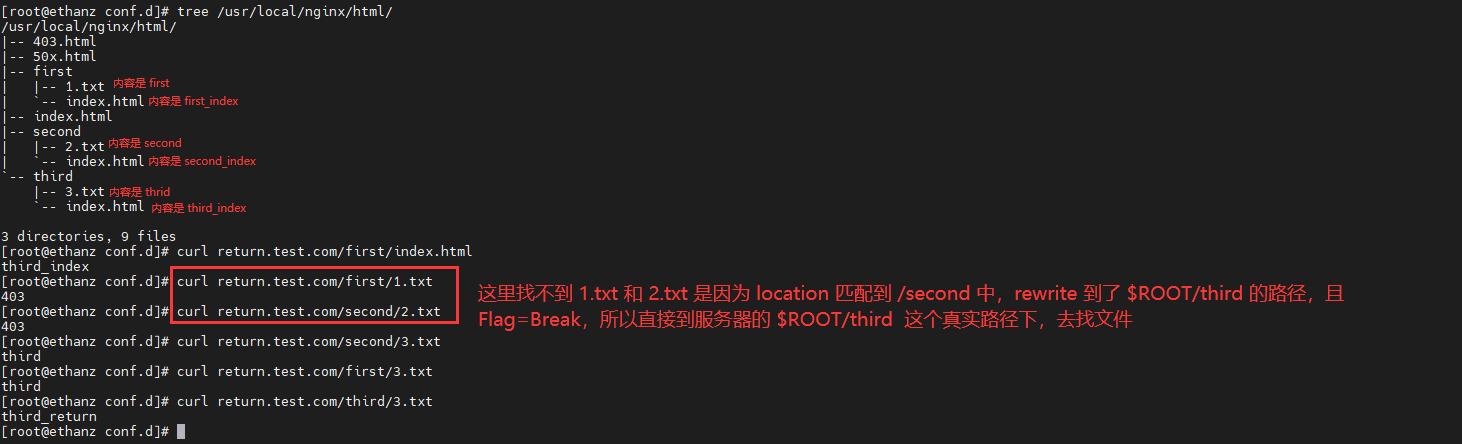 [root@ethanz conf.d]# tree /usr/local/nginx/html/
/usr/local/nginx/html/
|-- 403.html
|-- 50x.html
|-- first
|   |-- 1.txt 内容是 first
|   `-- index.html 内容是 first_index
|-- index.html
|-- second
|   |-- 2.txt 内容是 second
|   `-- index.html 内容是 second_index
`-- third
    |-- 3.txt 内容是 thrid
    `-- index.html 内容是 third_index
3 directories, 9 files
[root@ethanz conf.d]# curl return.test.com/first/index.html
third_index
[root@ethanz conf.d]# curl return.test.com/first/1.txt
403
[root@ethanz conf.d]# curl return.test.com/second/2.txt
403
这里找不到 1.txt 和 2.txt 是因为 location 匹配到 /second 中，rewrite 到了 $ROOT/third 的路径，且
Flag=Break，所以直接到服务器的 $ROOT/third 这个真实路径下，去找文件
[root@ethanz conf.d]# curl return.test.com/second/3.txt
third
[root@ethanz conf.d]# curl return.test.com/first/3.txt
third
[root@ethanz conf.d]# curl return.test.com/third/3.txt
third_return
[root@ethanz conf.d]#